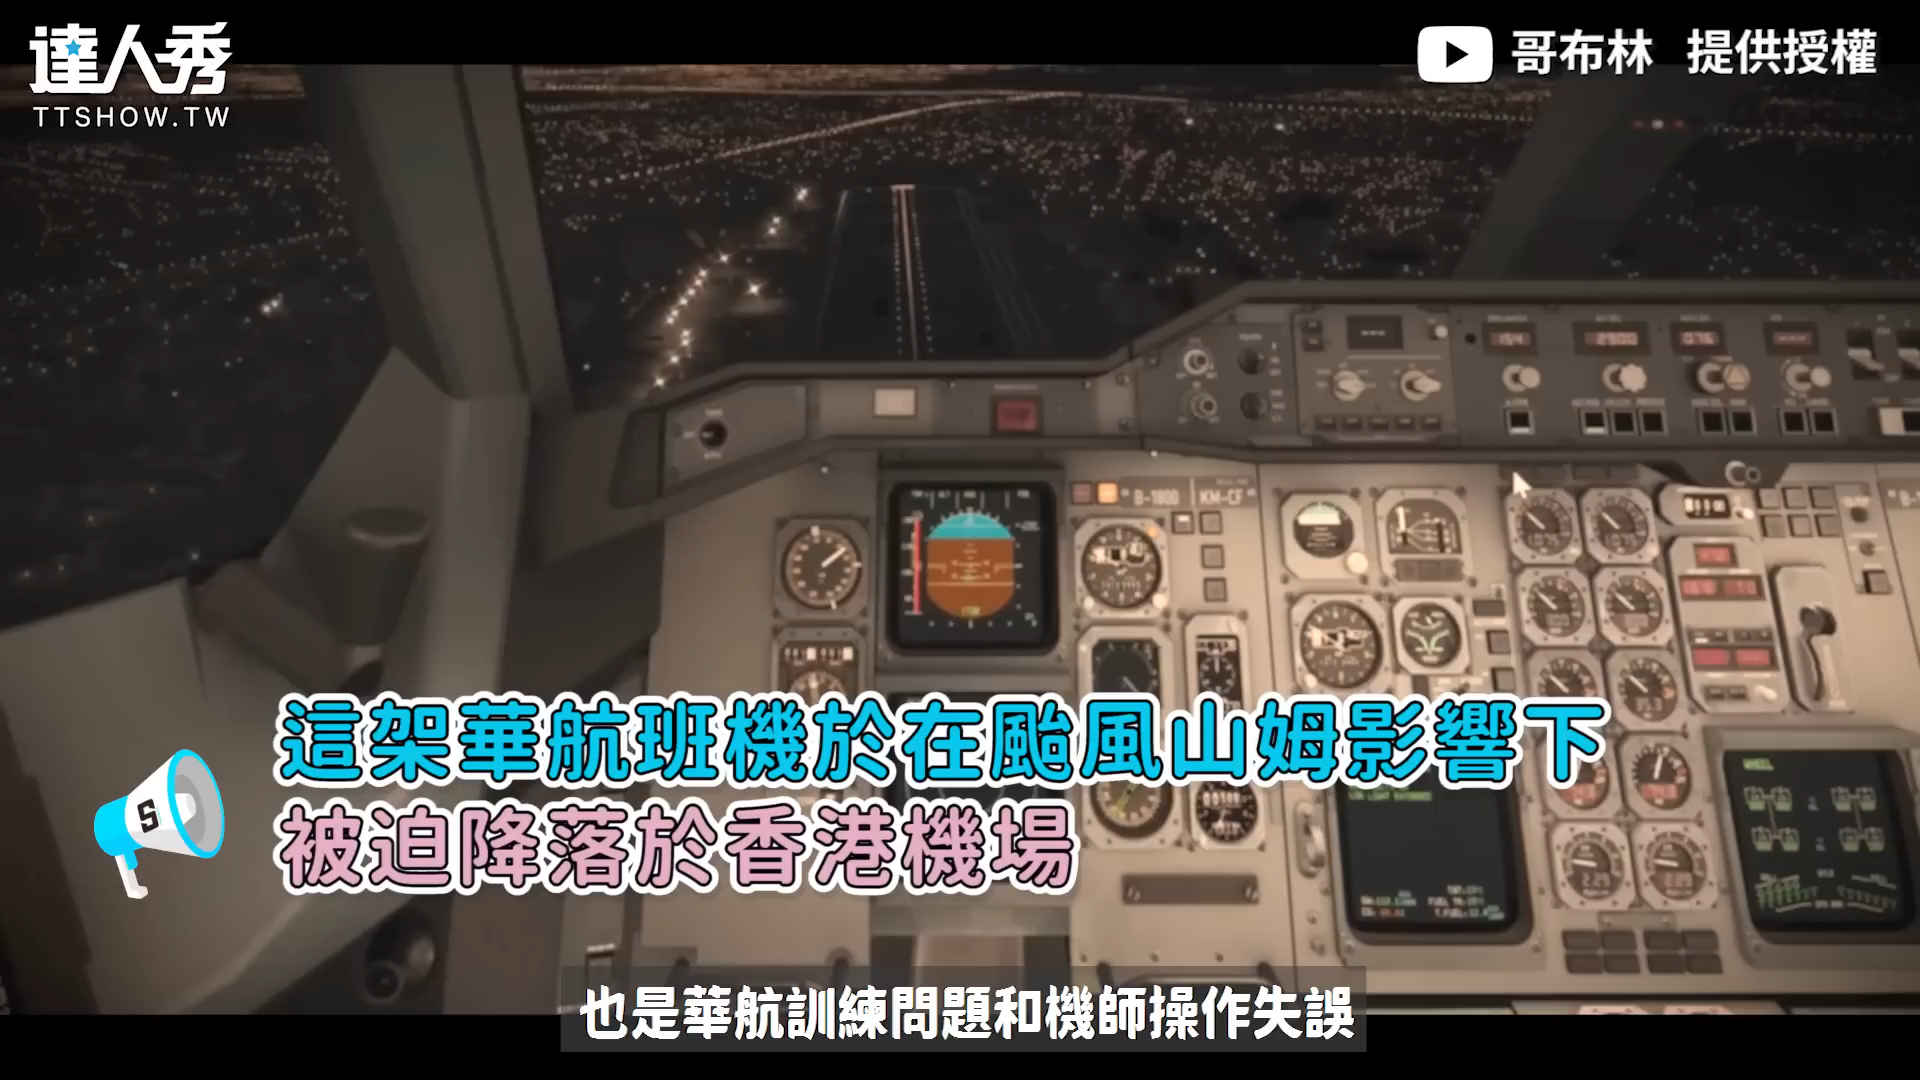 達人秀
TTSHOW.TW
哥布林 提供授權
B-1800
KM-CF
這架華航班機於在颱風山姆影響下
被迫降落於香港機場
S
也是華航訓練問題和機師操作失誤